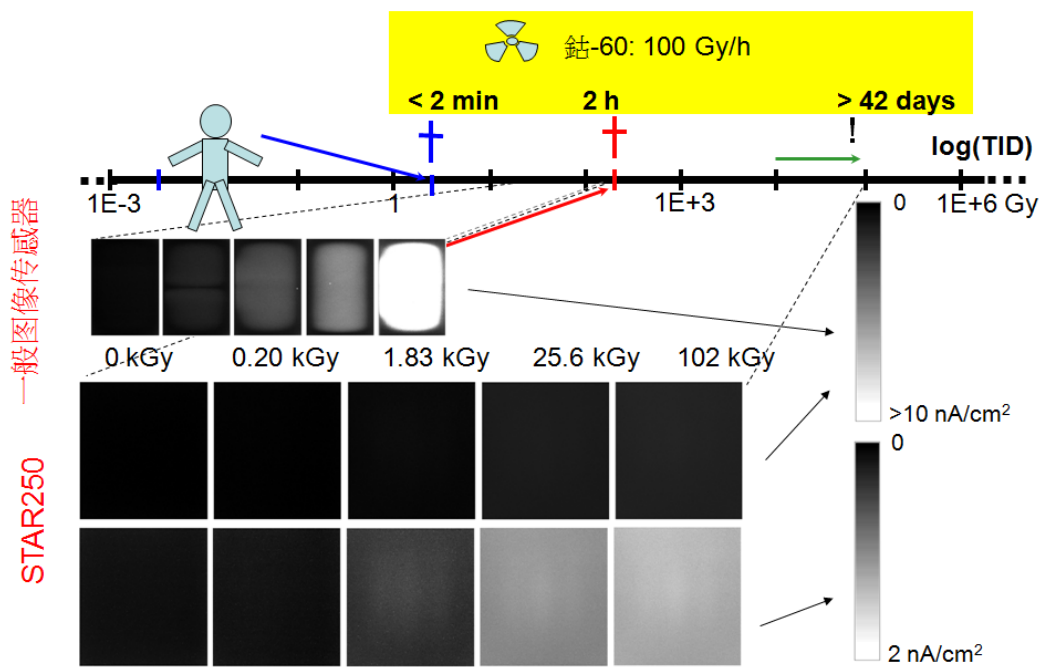 鈷-60: 100 Gy/h
< 2 min
2 h
> 42 days
!
log(TID)
1E-3
1
1E+3
1E+6 Gy
一般图像传感器
0 kGy
0.20 kGy
1.83 kGy
25.6 kGy
102 kGy
STAR250
0
>10 nA/cm²
0
2 nA/cm²